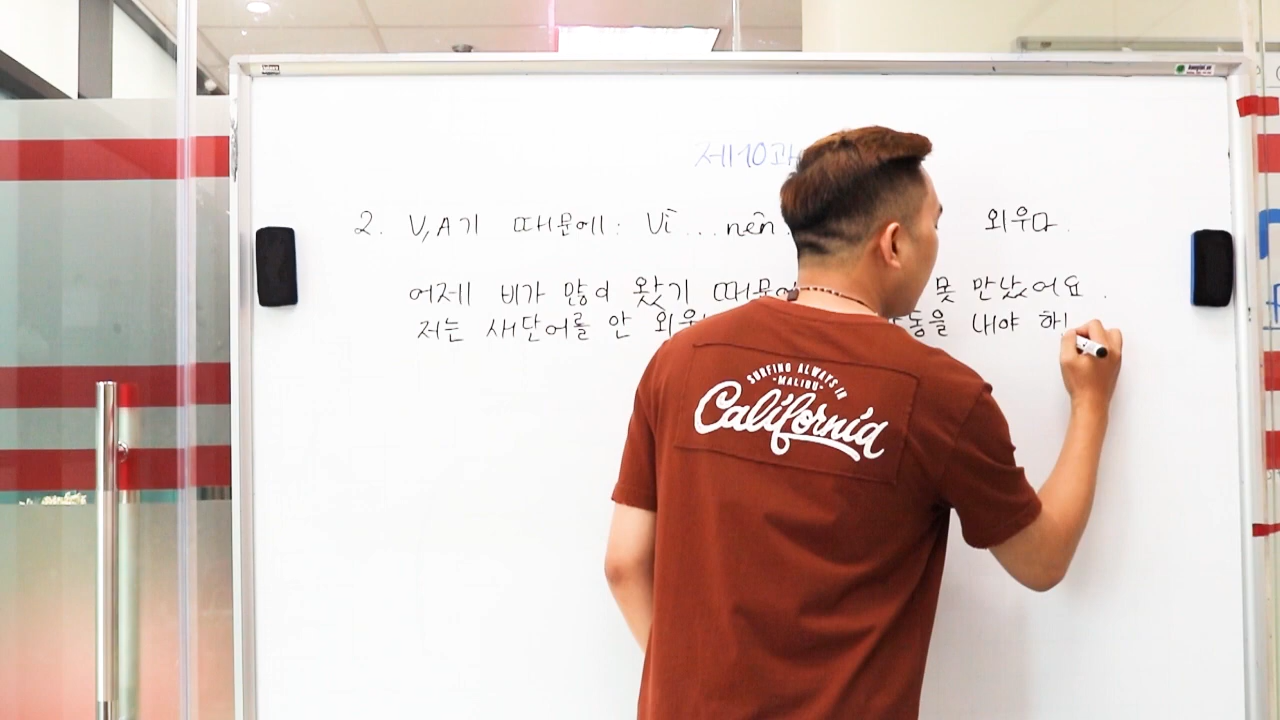 제10과
2. V,A기 때문에: Vì...nên. 외우다.
어제 비가 많이 왔기 때문에 못 만났어요.
저는 새단어를 안 외우 동을 내야 해
SURFING ALWAYS IN
-MALIBU-
California